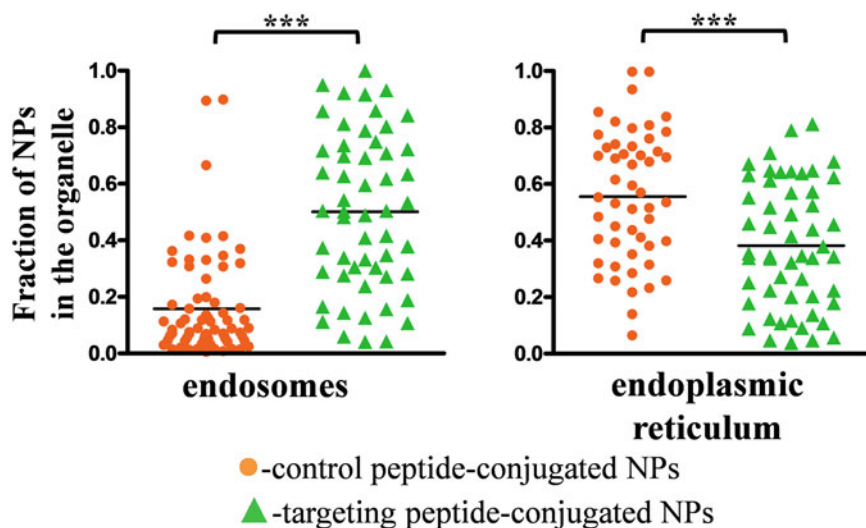 *** ***
Fraction of NPs
in the organelle
1.0
0.8
0.6
0.4
0.2
0.0
endosomes
1.0
0.8
0.6
0.4
0.2
0.0
endoplasmic
reticulum
-control peptide-conjugated NPs
-targeting peptide-conjugated NPs